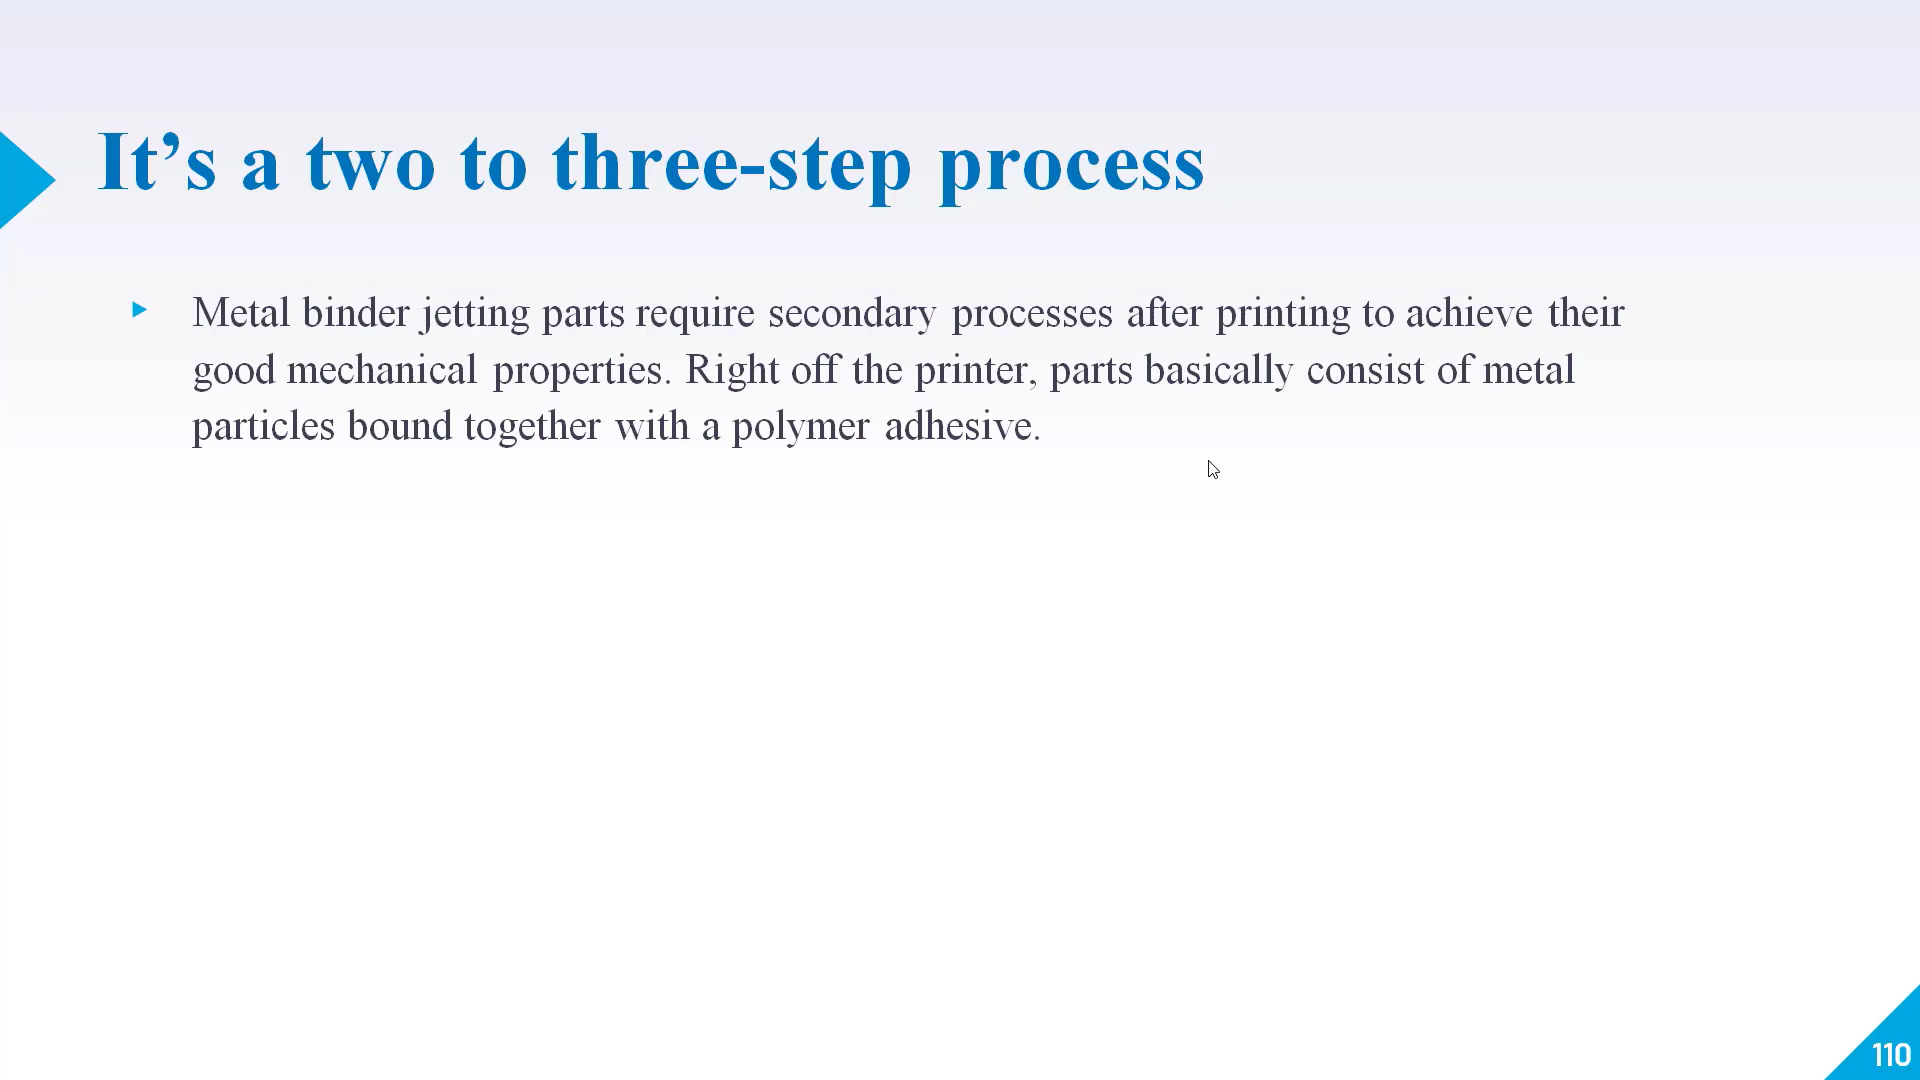 It’s a two to three-step process
Metal binder jetting parts require secondary processes after printing to achieve their
good mechanical properties. Right off the printer, parts basically consist of metal
particles bound together with a polymer adhesive.
110